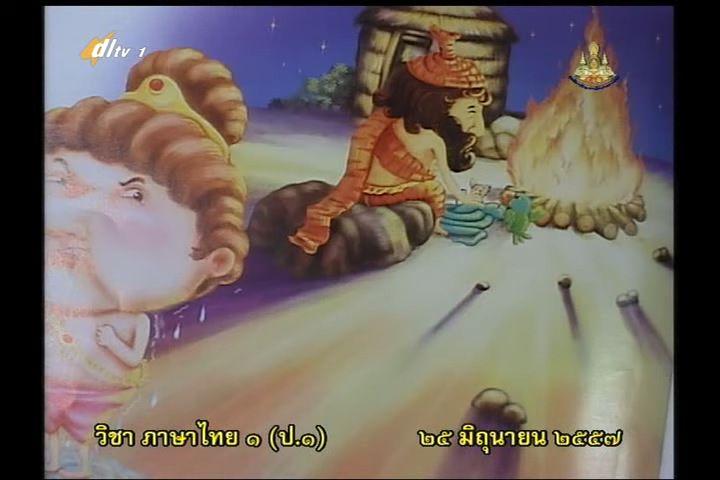 dltv 1
วิชา ภาษาไทย ๑ (ป.๑)
๒๕ มิถุนายน ๒๕๕๗